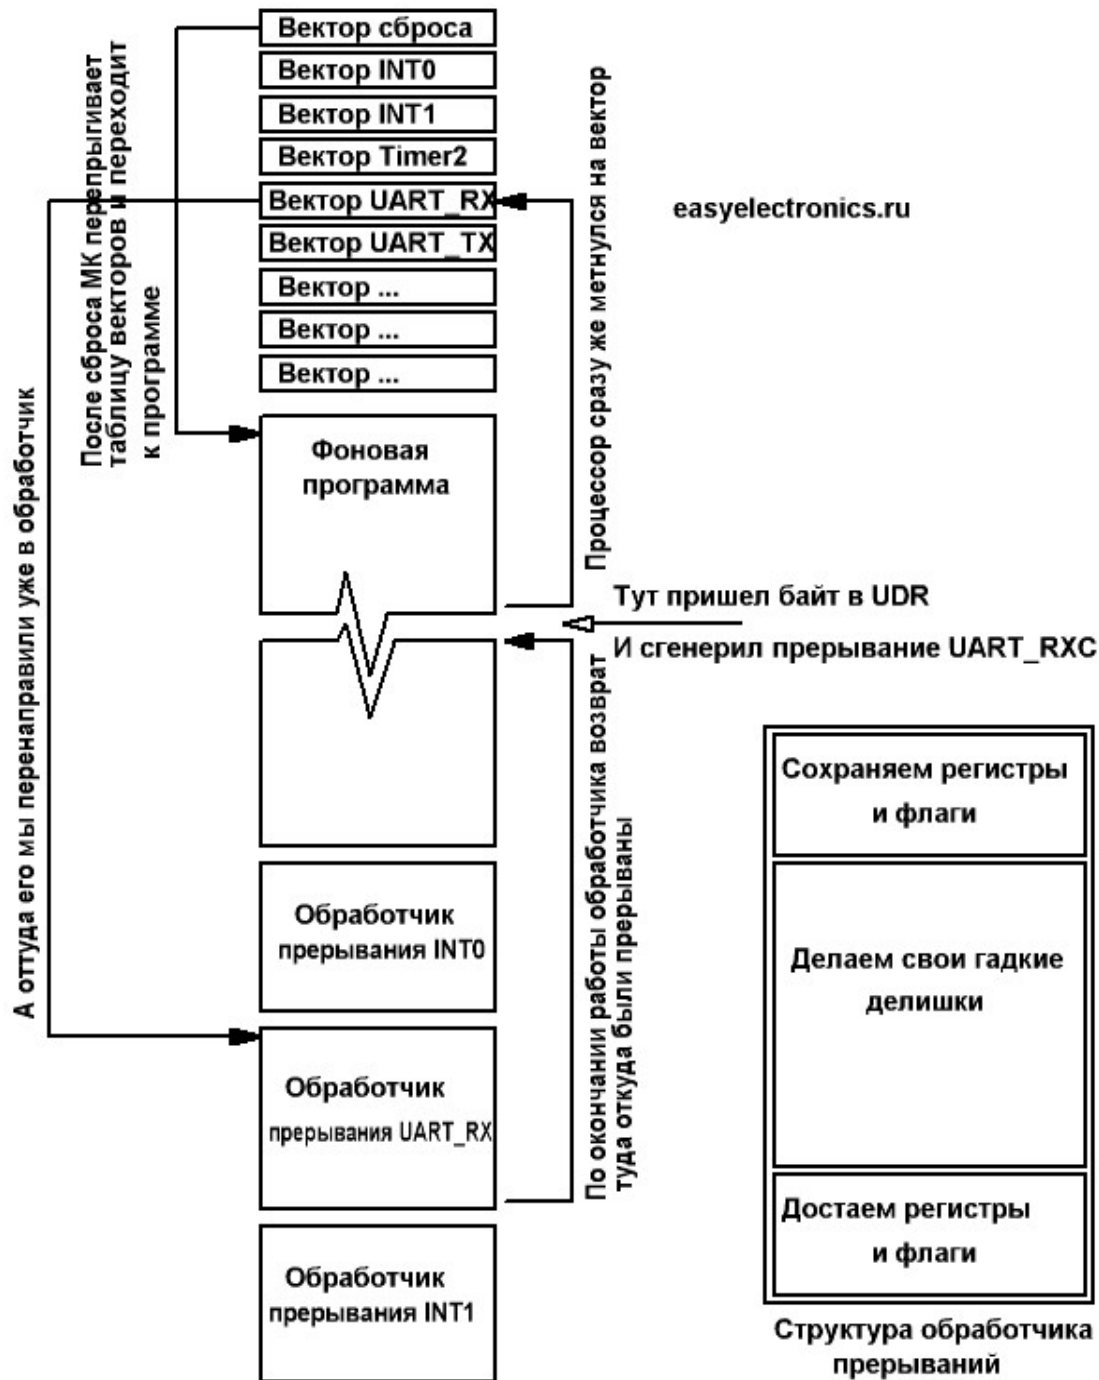 Вектор сброса
Вектор INT0
Вектор INT1
Вектор Timer2
Вектор UART_RX
Вектор UART_TX
Вектор ...
Вектор ...
Вектор ...
После сброса МК перепрыгивает
таблицу векторов и переходит
к программе
А оттуда его мы перенаправили уже в обработчик
Процессор сразу же метнулся на вектор
easyelectronics.ru
Фоновая
программа
Тут пришел байт в UDR
И сгенерил прерывание UART_RXC
По окончании работы обработчика возврат
туда откуда были прерываны
Обработчик
прерывания INT0
Обработчик
прерывания UART_RX
Обработчик
прерывания INT1
Сохраняем регистры
и флаги
Делаем свои гадкие
делишки
Достаем регистры
и флаги
Структура обработчика
прерываний